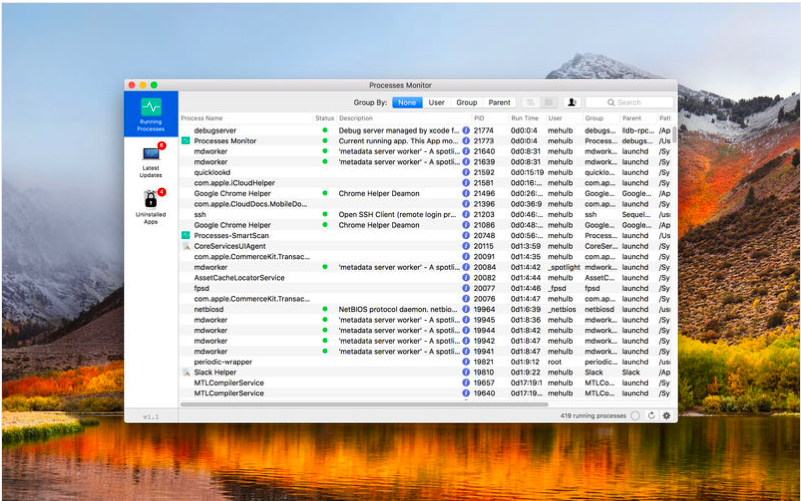 Processes Monitor
Group By: None User Group Parent Search
Running Processes
Latest Updates 8
Uninstalled Apps 4
Process Name Status Description PID Run Time User Group Parent Pat
debugserver Debug server managed by xcode f... 21774 0d0:0:4 mehulb debugs... lldb-rpc... /Ap
Processes Monitor Current running app. This App mo... 21773 0d0:0:4 mehulb Process... debugs... /Us
mdworker 'metadata server worker' - A spotli... 21640 0d0:8:31 mehulb mdwork... launchd /Sy
mdworker 'metadata server worker' - A spotli... 21639 0d0:8:31 mehulb mdwork... launchd /Sy
quicklookd 21592 0d0:15:19 mehulb quicklo... launchd /Sy
com.apple.iCloudHelper 21581 0d0:16:... mehulb com.ap... launchd /Sy
Google Chrome Helper Chrome Helper Deamon 21496 0d0:26:... mehulb Google... Google... /Ap
com.apple.CloudDocs.MobileDo... 21396 0d0:36:9 mehulb com.ap... launchd /Sy
ssh Open SSH Client (remote login pr... 21203 0d0:46:... mehulb ssh Sequel... /us
Google Chrome Helper Chrome Helper Deamon 21086 0d0:48:... mehulb Google... Google... /Ap
Processes-SmartScan 20748 0d0:56:... mehulb Process... launchd /Us
CoreServicesUIAgent 20115 0d1:3:59 mehulb CoreSer... launchd /Sy
com.apple.CommerceKit.Transac... 20091 0d1:4:35 mehulb com.ap... launchd /Sy
mdworker 'metadata server worker' - A spotli... 20084 0d1:4:42 _spotlight mdwork... launchd /Sy
AssetCacheLocatorService 20082 0d1:4:44 mehulb AssetC... launchd /Sy
fpsd 20077 0d1:4:46 _fpsd fpsd launchd /Sy
com.apple.CommerceKit.Transac... 20076 0d1:4:47 mehulb com.ap... launchd /Sy
netbiosd NetBIOS protocol daemon. netbio... 19964 0d1:6:39 _netbios netbiosd launchd /us
mdworker 'metadata server worker' - A spotli... 19945 0d1:8:36 mehulb mdwork... launchd /Sy
mdworker 'metadata server worker' - A spotli... 19944 0d1:8:42 mehulb mdwork... launchd /Sy
mdworker 'metadata server worker' - A spotli... 19942 0d1:8:47 mehulb mdwork... launchd /Sy
mdworker 'metadata server worker' - A spotli... 19941 0d1:8:47 mehulb mdwork... launchd /Sy
periodic-wrapper 19821 0d1:9:12 root periodic... launchd /us
Slack Helper 19810 0d1:9:22 mehulb Slack Slack /Ap
MTLCompilerService 19657 0d17:19:1 mehulb MTLCo... launchd /Sy
MTLCompilerService 19640 0d17:19... mehulb MTLCo... launchd /Sy
v1.1 419 running processes